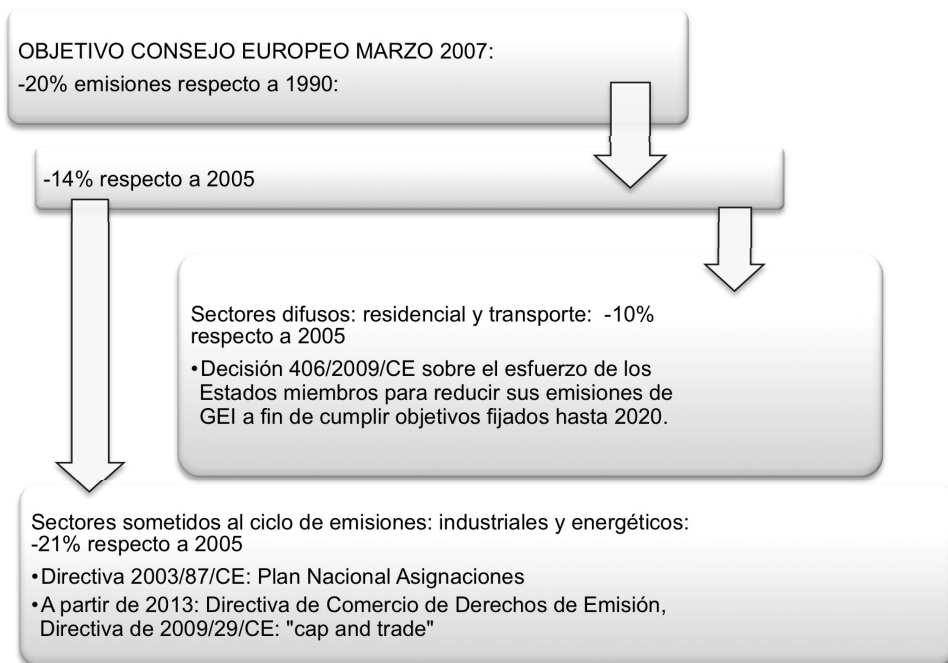 OBJETIVO CONSEJO EUROPEO MARZO 2007:
-20% emisiones respecto a 1990:
-14% respecto a 2005
Sectores difusos: residencial y transporte:  -10%
respecto a 2005
•Decisión 406/2009/CE sobre el esfuerzo de los
Estados miembros para reducir sus emisiones de
GEI a fin de cumplir objetivos fijados hasta 2020.
Sectores sometidos al ciclo de emisiones: industriales y energéticos:
-21% respecto a 2005
•Directiva 2003/87/CE: Plan Nacional Asignaciones
•A partir de 2013: Directiva de Comercio de Derechos de Emisión,
Directiva de 2009/29/CE: "cap and trade"